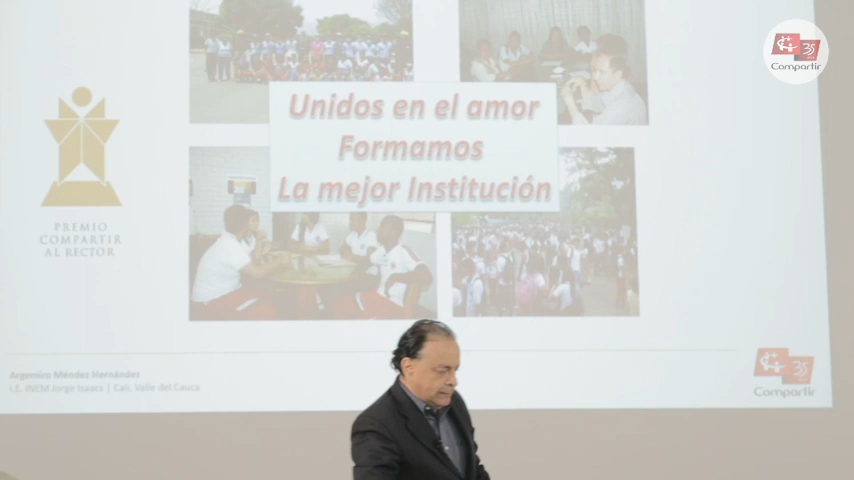 35
Compartir
Unidos en el amor
Formamos
La mejor Institución
PREMIO
COMPARTIR
AL RECTOR
Argemiro Méndes Hernández
I.E. INEM Jorge Isaacs | Cali, Valle del Cauca
35
Compartir